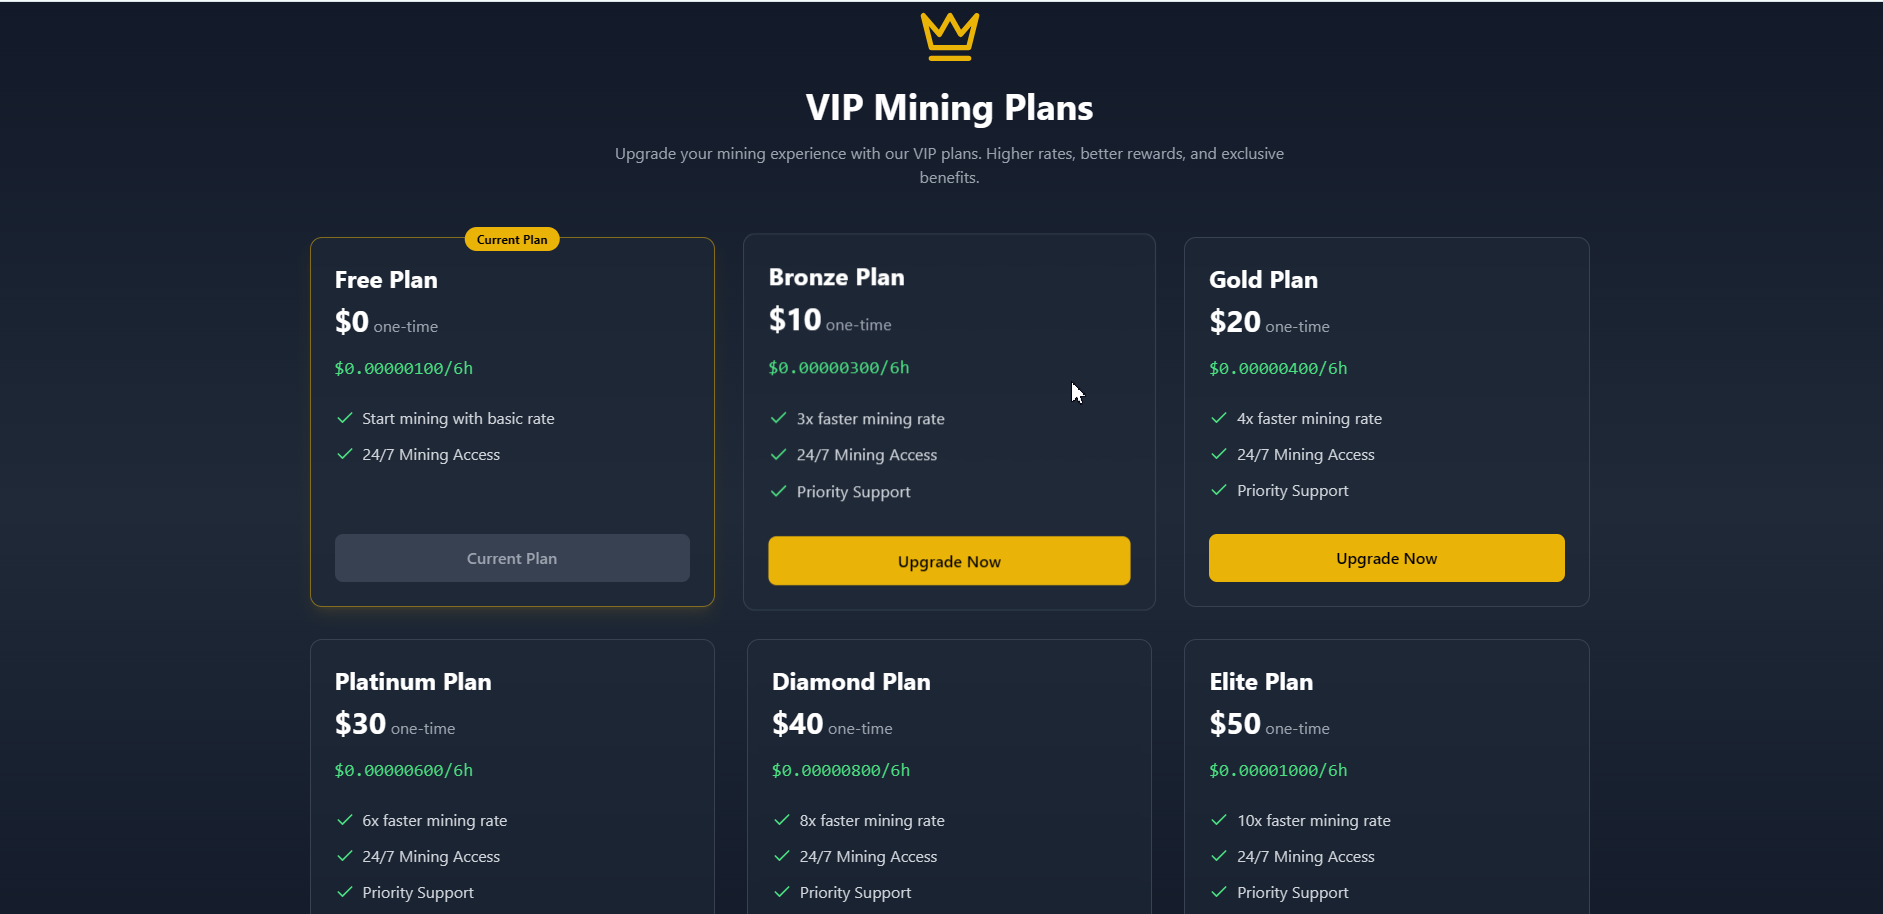 VIP Mining Plans
Upgrade your mining experience with our VIP plans. Higher rates, better rewards, and exclusive
benefits.
Current Plan
Free Plan
$0 one-time
$0.00000100/6h
Start mining with basic rate
24/7 Mining Access
Current Plan
Bronze Plan
$10 one-time
$0.00000300/6h
3x faster mining rate
24/7 Mining Access
Priority Support
Upgrade Now
Gold Plan
$20 one-time
$0.00000400/6h
4x faster mining rate
24/7 Mining Access
Priority Support
Upgrade Now
Platinum Plan
$30 one-time
$0.00000600/6h
6x faster mining rate
24/7 Mining Access
Priority Support
Diamond Plan
$40 one-time
$0.00000800/6h
8x faster mining rate
24/7 Mining Access
Priority Support
Elite Plan
$50 one-time
$0.00001000/6h
10x faster mining rate
24/7 Mining Access
Priority Support